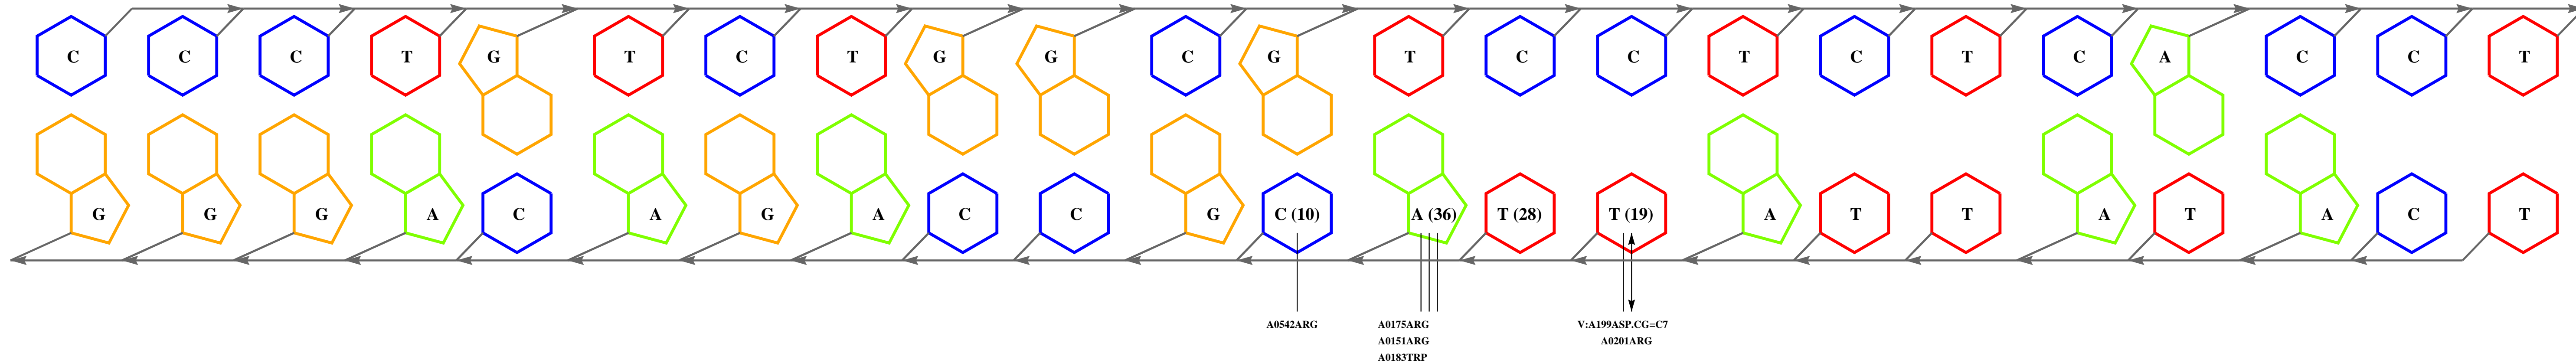 C C C T G T C T G G C G T C C T C T C A C C T
G G G A C A G A C C G C (10) A (36) T (28) T (19) A T T A T A C T
A0542ARG A0175ARG V:A199ASP.CG=C7
A0151ARG A0201ARG
A0183TRP